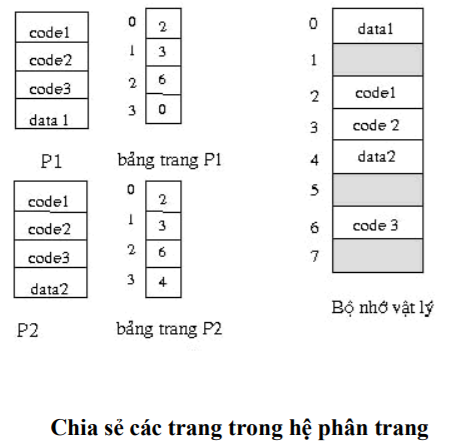 code1
code2
code3
data 1
P1
0 2
1 3
2 6
3 0
bảng trang P1
code1
code2
code3
data2
P2
0 2
1 3
2 6
3 4
bảng trang P2
0 data1
1
2 code1
3 code 2
4 data2
5
6 code 3
7
Bộ nhớ vật lý
Chia sẻ các trang trong hệ phân trang